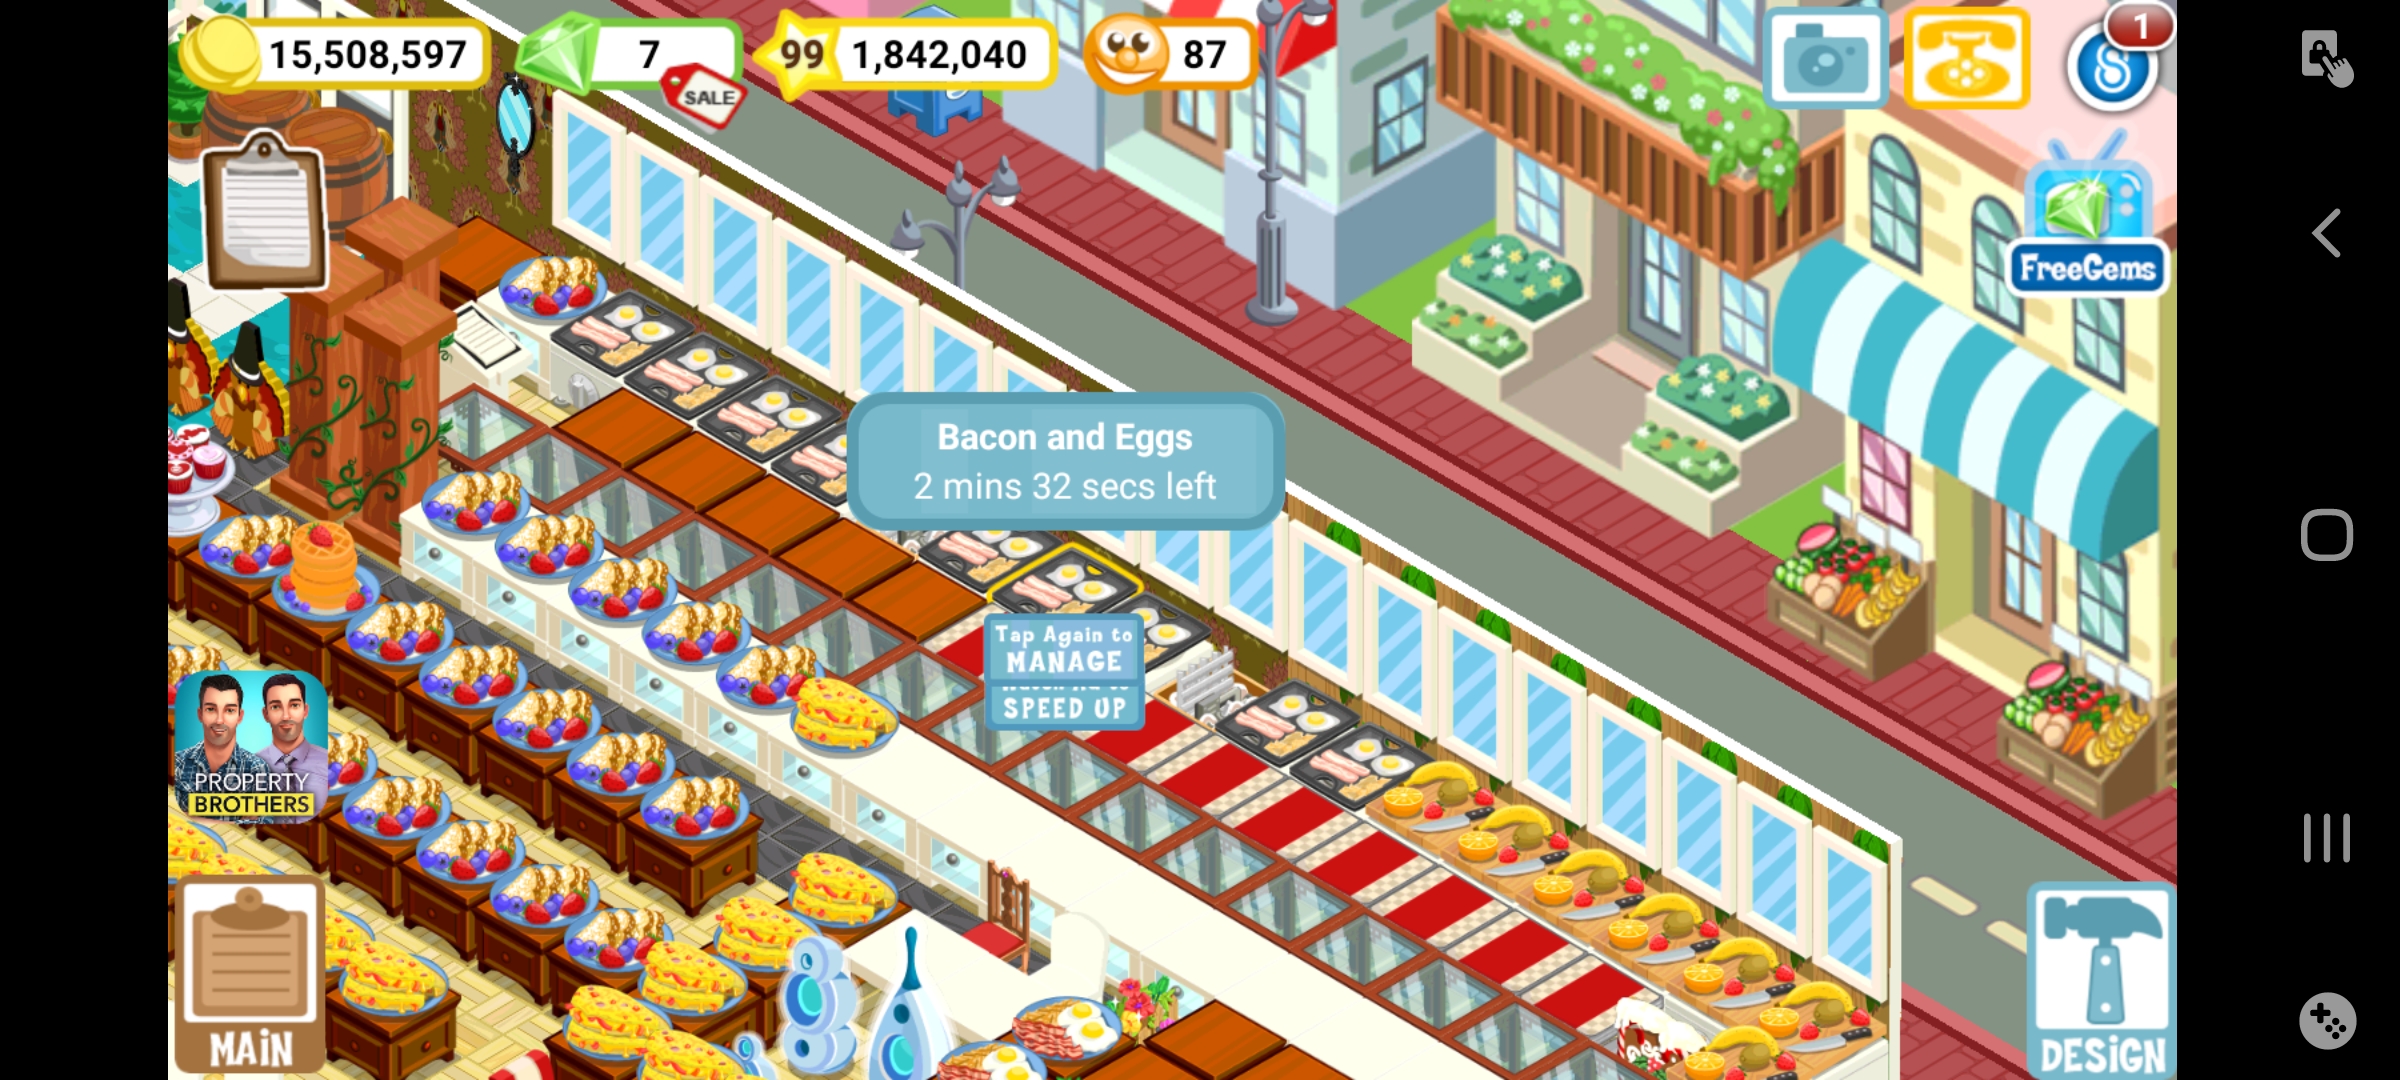 15,508,597
7
SALE
99
1,842,040
87
1
FreeGems
Bacon and Eggs
2 mins 32 secs left
Tap Again to
MANAGE
SPEED UP
PROPERTY
BROTHERS
MAIN
DESIGN